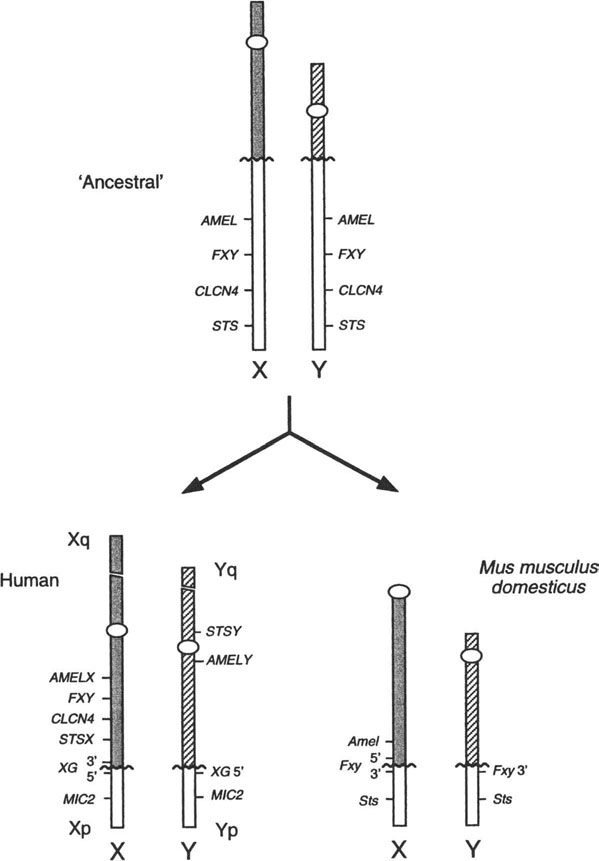 'Ancestral'
AMEL AMEL
FXY FXY
CLCN4 CLCN4
STS STS
X Y
Xq
Yq
Human
Mus musculus
domesticus
STSY
AMELY
AMELX
FXY
CLCN4
STSX
3'
XG
5'
XG 5'
MIC2 MIC2
Xp Yp
X Y
Amel
5'
Fxy
3'
Fxy 3'
Sts Sts
X Y